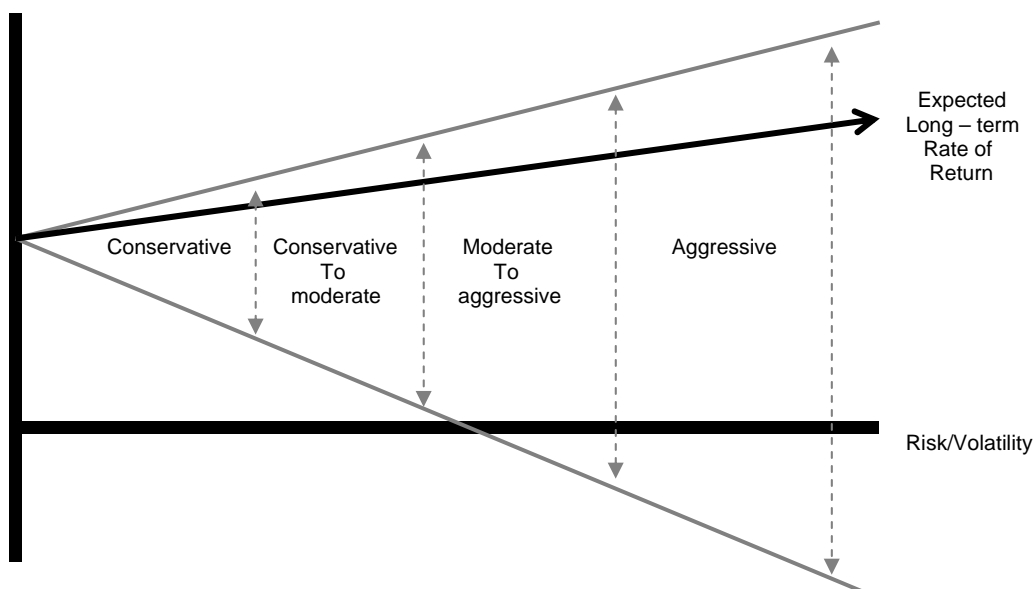 Expected
Long – term
Rate of
Return
Conservative
Conservative
To
moderate
Moderate
To
aggressive
Aggressive
Risk/Volatility